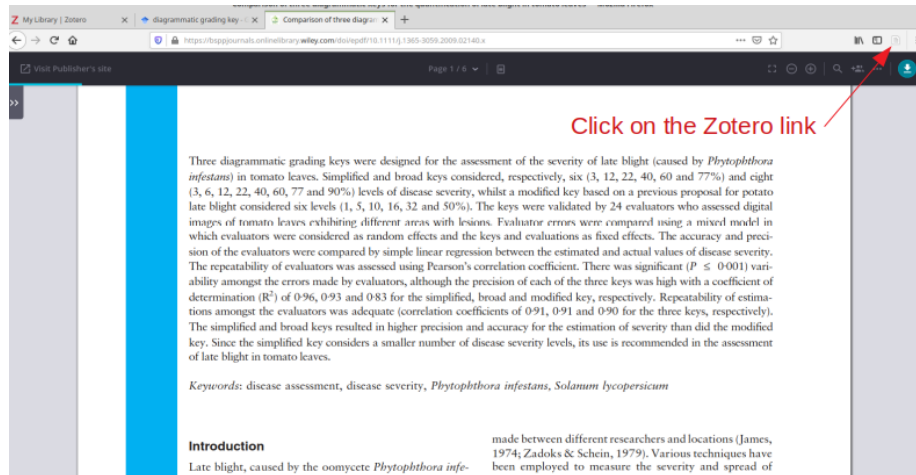 Comparison of three diagrammatic keys for the quantification of late blight in tomato leaves - Mozilla Firefox
My Library | Zotero
diagrammatic grading key -
Comparison of three diagram
https://bsppjournals.onlinelibrary.wiley.com/doi/epdf/10.1111/j.1365-3059.2009.02140.x
Visit Publisher's site
Page 1 / 6
Click on the Zotero link
Three diagrammatic grading keys were designed for the assessment of the severity of late blight (caused by Phytophthora
infestans) in tomato leaves. Simplified and broad keys considered, respectively, six (3, 12, 22, 40, 60 and 77%) and eight
(3, 6, 12, 22, 40, 60, 77 and 90%) levels of disease severity, whilst a modified key based on a previous proposal for potato
late blight considered six levels (1, 5, 10, 16, 32 and 50%). The keys were validated by 24 evaluators who assessed digital
images of tomato leaves exhibiting different areas with lesions. Evaluator errors were compared using a mixed model in
which evaluators were considered as random effects and the keys and evaluations as fixed effects. The accuracy and preci-
sion of the evaluators were compared by simple linear regression between the estimated and actual values of disease severity.
The repeatability of evaluators was assessed using Pearson's correlation coefficient. There was significant (P ≤ 0·001) vari-
ability amongst the errors made by evaluators, although the precision of each of the three keys was high with a coefficient of
determination (R²) of 0·96, 0·93 and 0·83 for the simplified, broad and modified key, respectively. Repeatability of estima-
tions amongst the evaluators was adequate (correlation coefficients of 0·91, 0·91 and 0·90 for the three keys, respectively).
The simplified and broad keys resulted in higher precision and accuracy for the estimation of severity than did the modified
key. Since the simplified key considers a smaller number of disease severity levels, its use is recommended in the assessment
of late blight in tomato leaves.
Keywords: disease assessment, disease severity, Phytophthora infestans, Solanum lycopersicum
Introduction
Late blight, caused by the oomycete Phytophthora infe-
made between different researchers and locations (James,
1974; Zadoks & Schein, 1979). Various techniques have
been employed to measure the severity and spread of